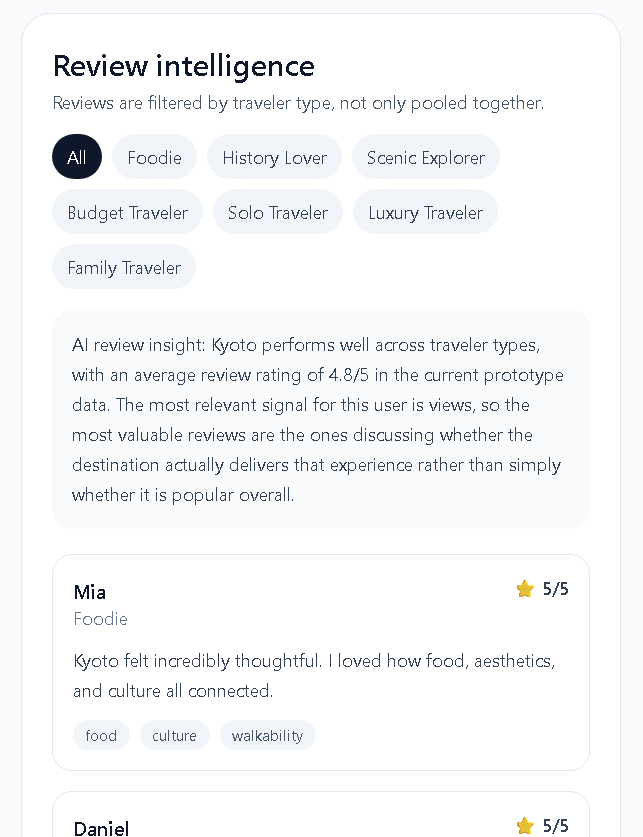 Review intelligence
Reviews are filtered by traveler type, not only pooled together.
All Foodie History Lover Scenic Explorer
Budget Traveler Solo Traveler Luxury Traveler
Family Traveler
AI review insight: Kyoto performs well across traveler types,
with an average review rating of 4.8/5 in the current prototype
data. The most relevant signal for this user is views, so the
most valuable reviews are the ones discussing whether the
destination actually delivers that experience rather than simply
whether it is popular overall.
Mia 5/5
Foodie
Kyoto felt incredibly thoughtful. I loved how food, aesthetics,
and culture all connected.
food culture walkability
Daniel 5/5